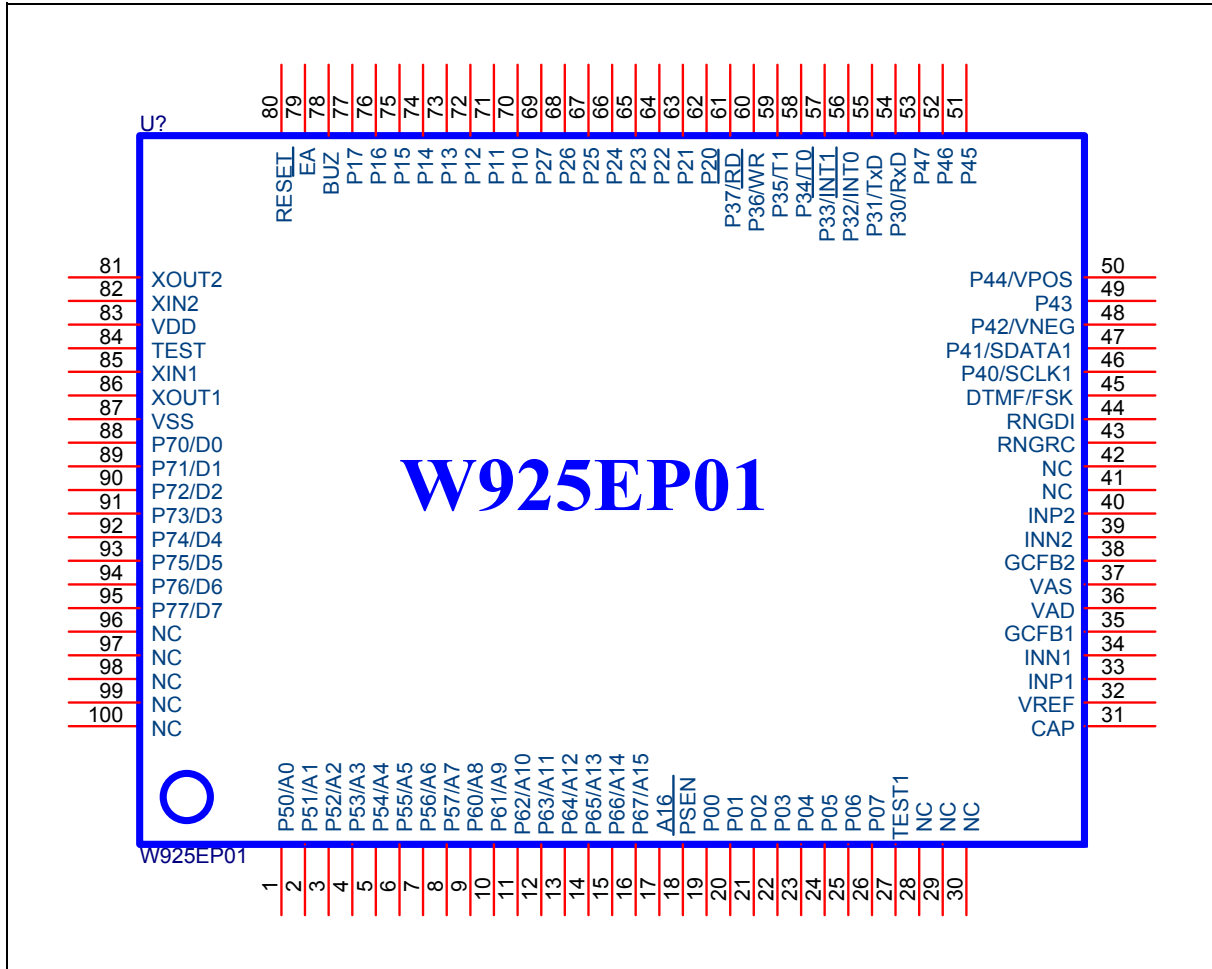 80 79 78 77 76 75 74 73 72 71 70 69 68 67 66 65 64 63 62 61 60 59 58 57 56 55 54 53 52 51
U?
RESET
EA
BUZ
P17
P16
P15
P14
P13
P12
P11
P10
P27
P26
P25
P24
P23
P22
P21
P20
P37/RD
P36/WR
P35/T1
P34/T0
P33/INT1
P32/INT0
P31/TxD
P30/RxD
P47
P46
P45
81 XOUT2
82 XIN2
83 VDD
84 TEST
85 XIN1
86 XOUT1
87 VSS
88 P70/D0
89 P71/D1
90 P72/D2
91 P73/D3
92 P74/D4
93 P75/D5
94 P76/D6
95 P77/D7
96 NC
97 NC
98 NC
99 NC
100 NC
W925EP01
P44/VPOS 50
P43 49
P42/VNEG 48
P41/SDATA1 47
P40/SCLK1 46
DTMF/FSK 45
RNGDI 44
RNGRC 43
NC 42
NC 41
INP2 40
INN2 39
GCFB2 38
VAS 37
VAD 36
GCFB1 35
INN1 34
INP1 33
VREF 32
CAP 31
P50/A0
P51/A1
P52/A2
P53/A3
P54/A4
P55/A5
P56/A6
P57/A7
P60/A8
P61/A9
P62/A10
P63/A11
P64/A12
P65/A13
P66/A14
P67/A15
A16
PSEN
P00
P01
P02
P03
P04
P05
P06
P07
TEST1
NC
NC
NC
W925EP01
1 2 3 4 5 6 7 8 9 10 11 12 13 14 15 16 17 18 19 20 21 22 23 24 25 26 27 28 29 30